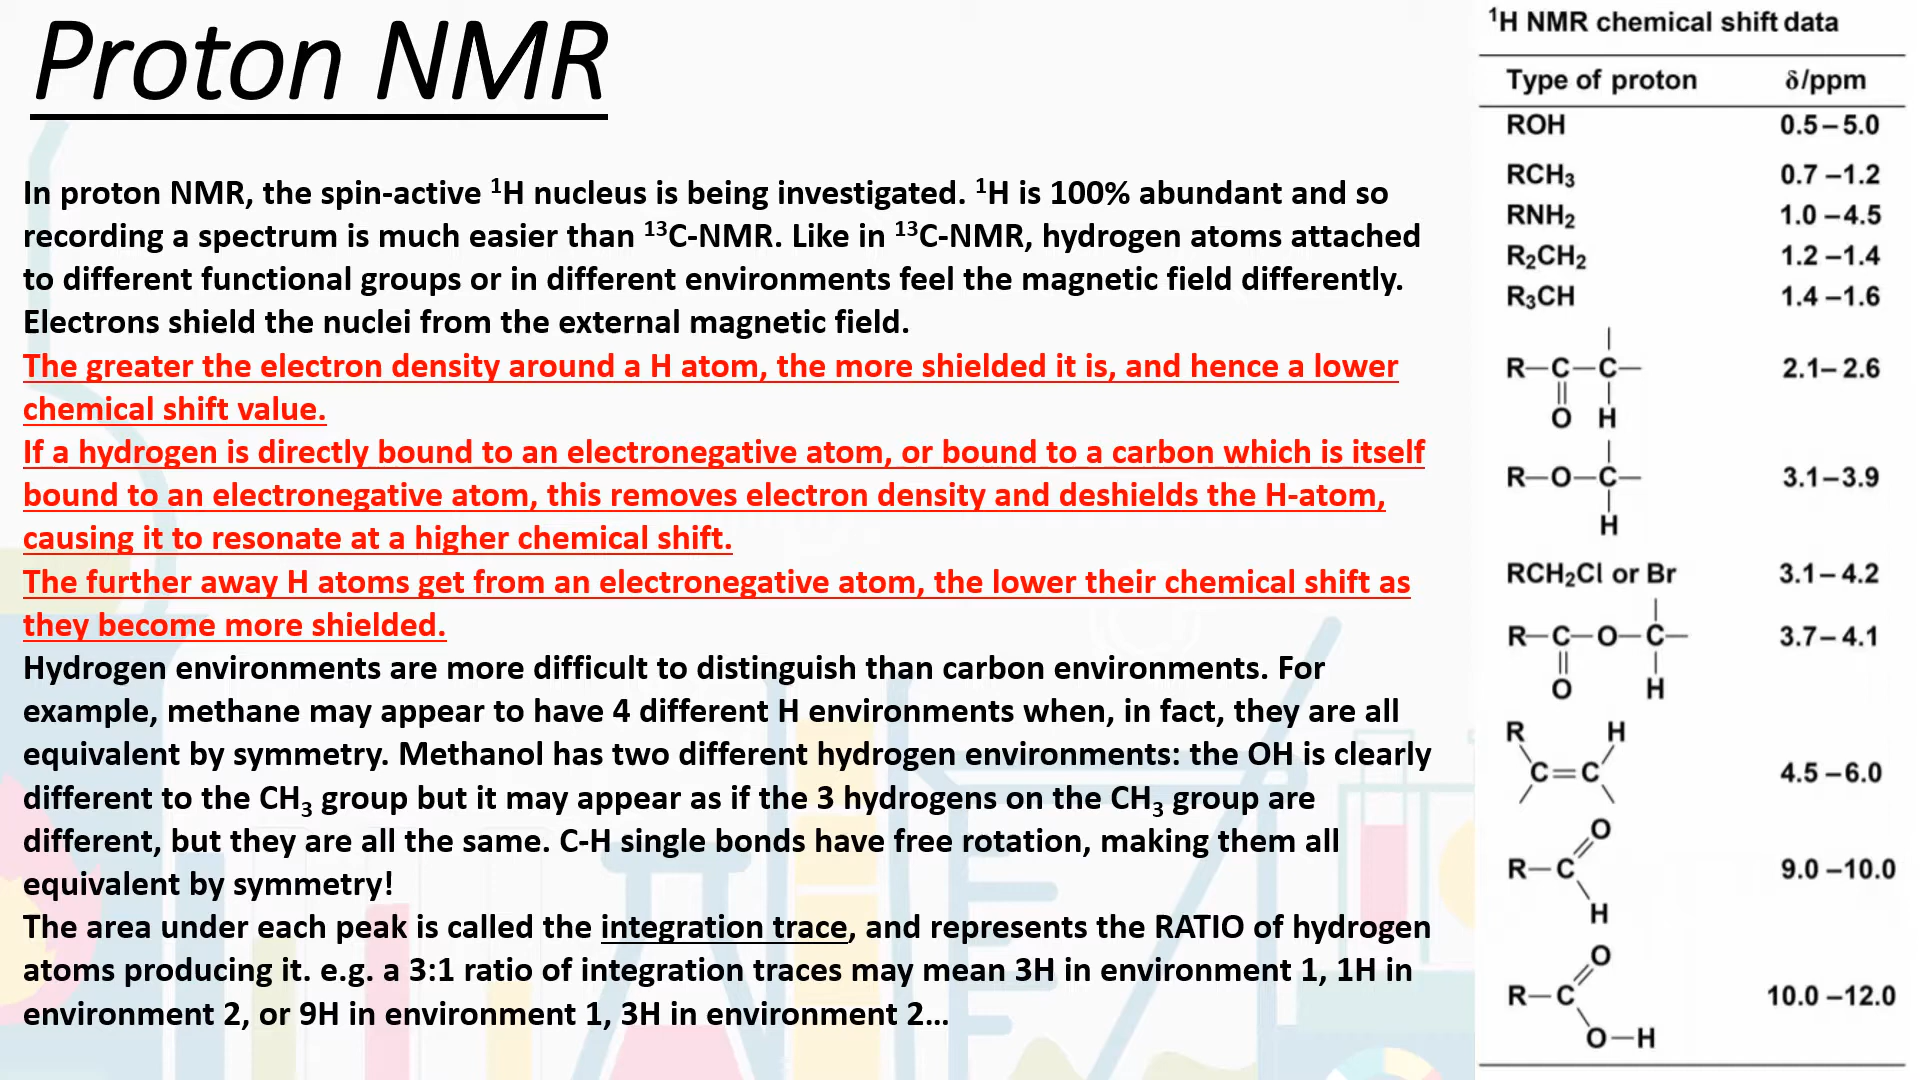 Proton NMR
In proton NMR, the spin-active ¹H nucleus is being investigated. ¹H is 100% abundant and so
recording a spectrum is much easier than ¹³C-NMR. Like in ¹³C-NMR, hydrogen atoms attached
to different functional groups or in different environments feel the magnetic field differently.
Electrons shield the nuclei from the external magnetic field.
The greater the electron density around a H atom, the more shielded it is, and hence a lower
chemical shift value.
If a hydrogen is directly bound to an electronegative atom, or bound to a carbon which is itself
bound to an electronegative atom, this removes electron density and deshields the H-atom,
causing it to resonate at a higher chemical shift.
The further away H atoms get from an electronegative atom, the lower their chemical shift as
they become more shielded.
Hydrogen environments are more difficult to distinguish than carbon environments. For
example, methane may appear to have 4 different H environments when, in fact, they are all
equivalent by symmetry. Methanol has two different hydrogen environments: the OH is clearly
different to the CH₃ group but it may appear as if the 3 hydrogens on the CH₃ group are
different, but they are all the same. C-H single bonds have free rotation, making them all
equivalent by symmetry!
The area under each peak is called the integration trace, and represents the RATIO of hydrogen
atoms producing it. e.g. a 3:1 ratio of integration traces may mean 3H in environment 1, 1H in
environment 2, or 9H in environment 1, 3H in environment 2...
¹H NMR chemical shift data
Type of proton δ/ppm
ROH 0.5–5.0
RCH₃ 0.7–1.2
RNH₂ 1.0–4.5
R₂CH₂ 1.2–1.4
R₃CH 1.4–1.6
R–C–C– 2.1–2.6
O H
R–O–C– 3.1–3.9
H
RCH₂Cl or Br 3.1–4.2
R–C–O–C– 3.7–4.1
O H
R H
C=C 4.5–6.0
O
R–C 9.0–10.0
H
O
R–C 10.0–12.0
O–H